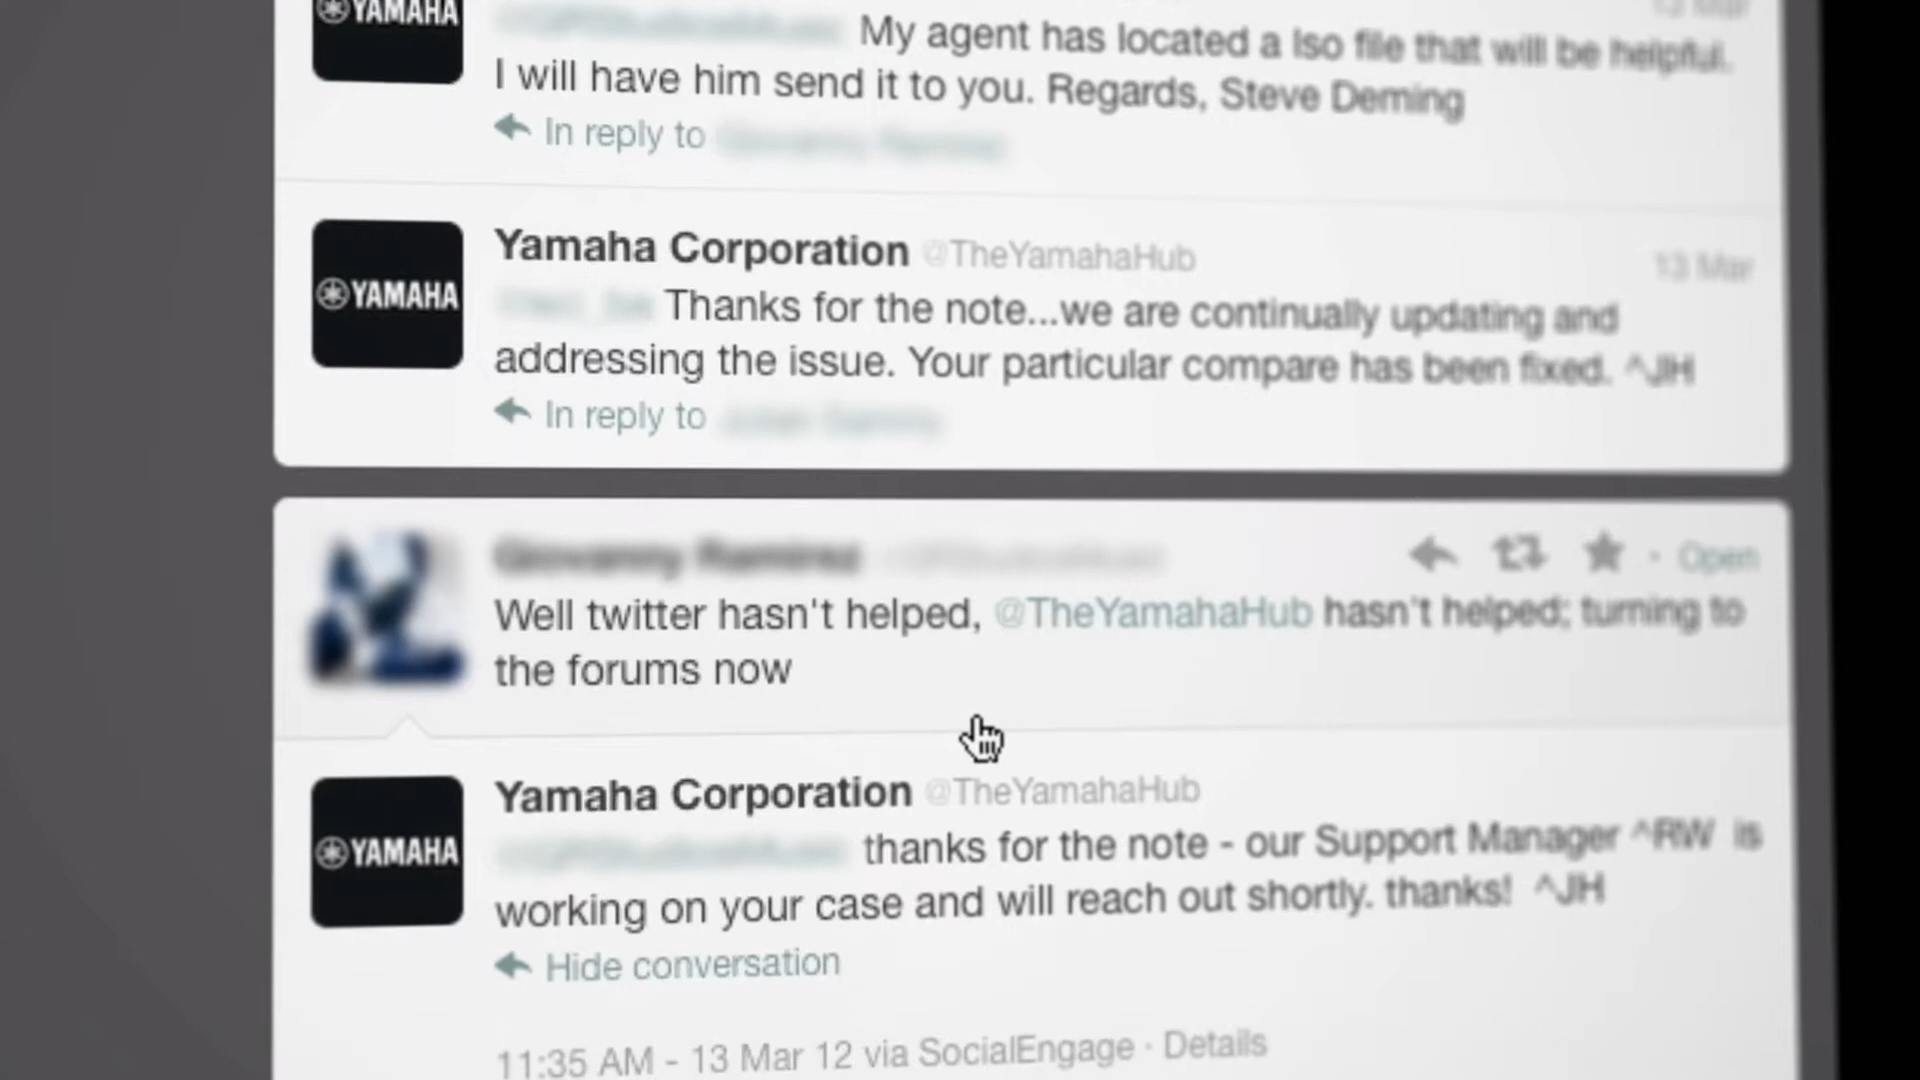 YAMAHA
My agent has located a Iso file that will be helpful.
I will have him send it to you. Regards, Steve Deming
In reply to
Yamaha Corporation @TheYamahaHub 13 Mar
YAMAHA
Thanks for the note...we are continually updating and
addressing the issue. Your particular compare has been fixed. ^JH
In reply to
Open
Well twitter hasn't helped, @TheYamahaHub hasn't helped; turning to
the forums now
Yamaha Corporation @TheYamahaHub
YAMAHA
thanks for the note - our Support Manager ^RW is
working on your case and will reach out shortly. thanks! ^JH
Hide conversation
11:35 AM - 13 Mar 12 via SocialEngage · Details